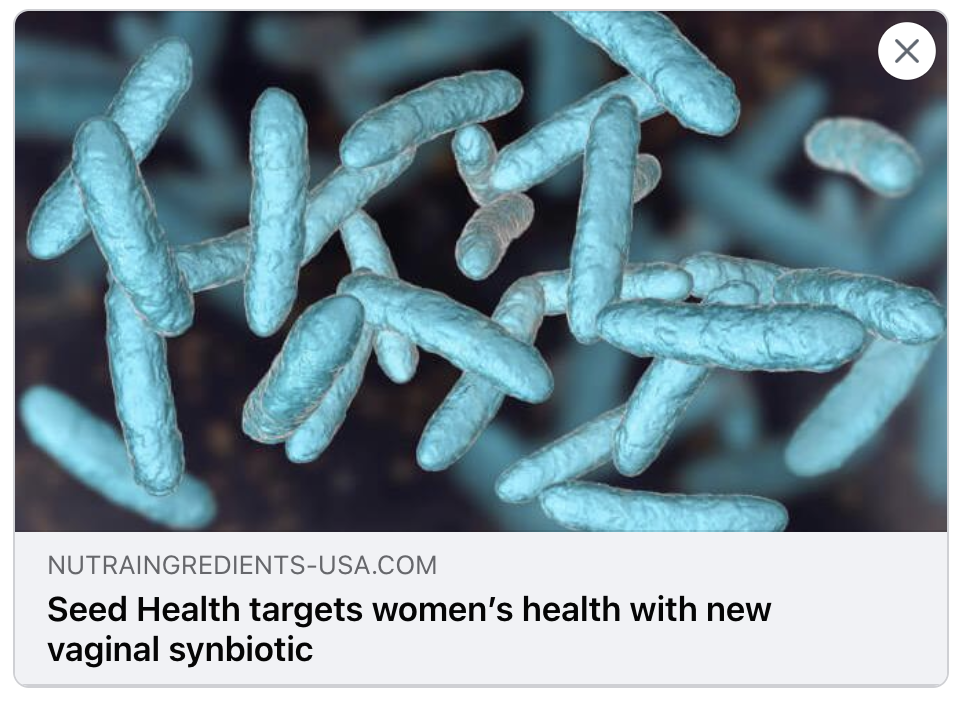 NUTRAINGREDIENTS-USA.COM
Seed Health targets women’s health with new
vaginal synbiotic